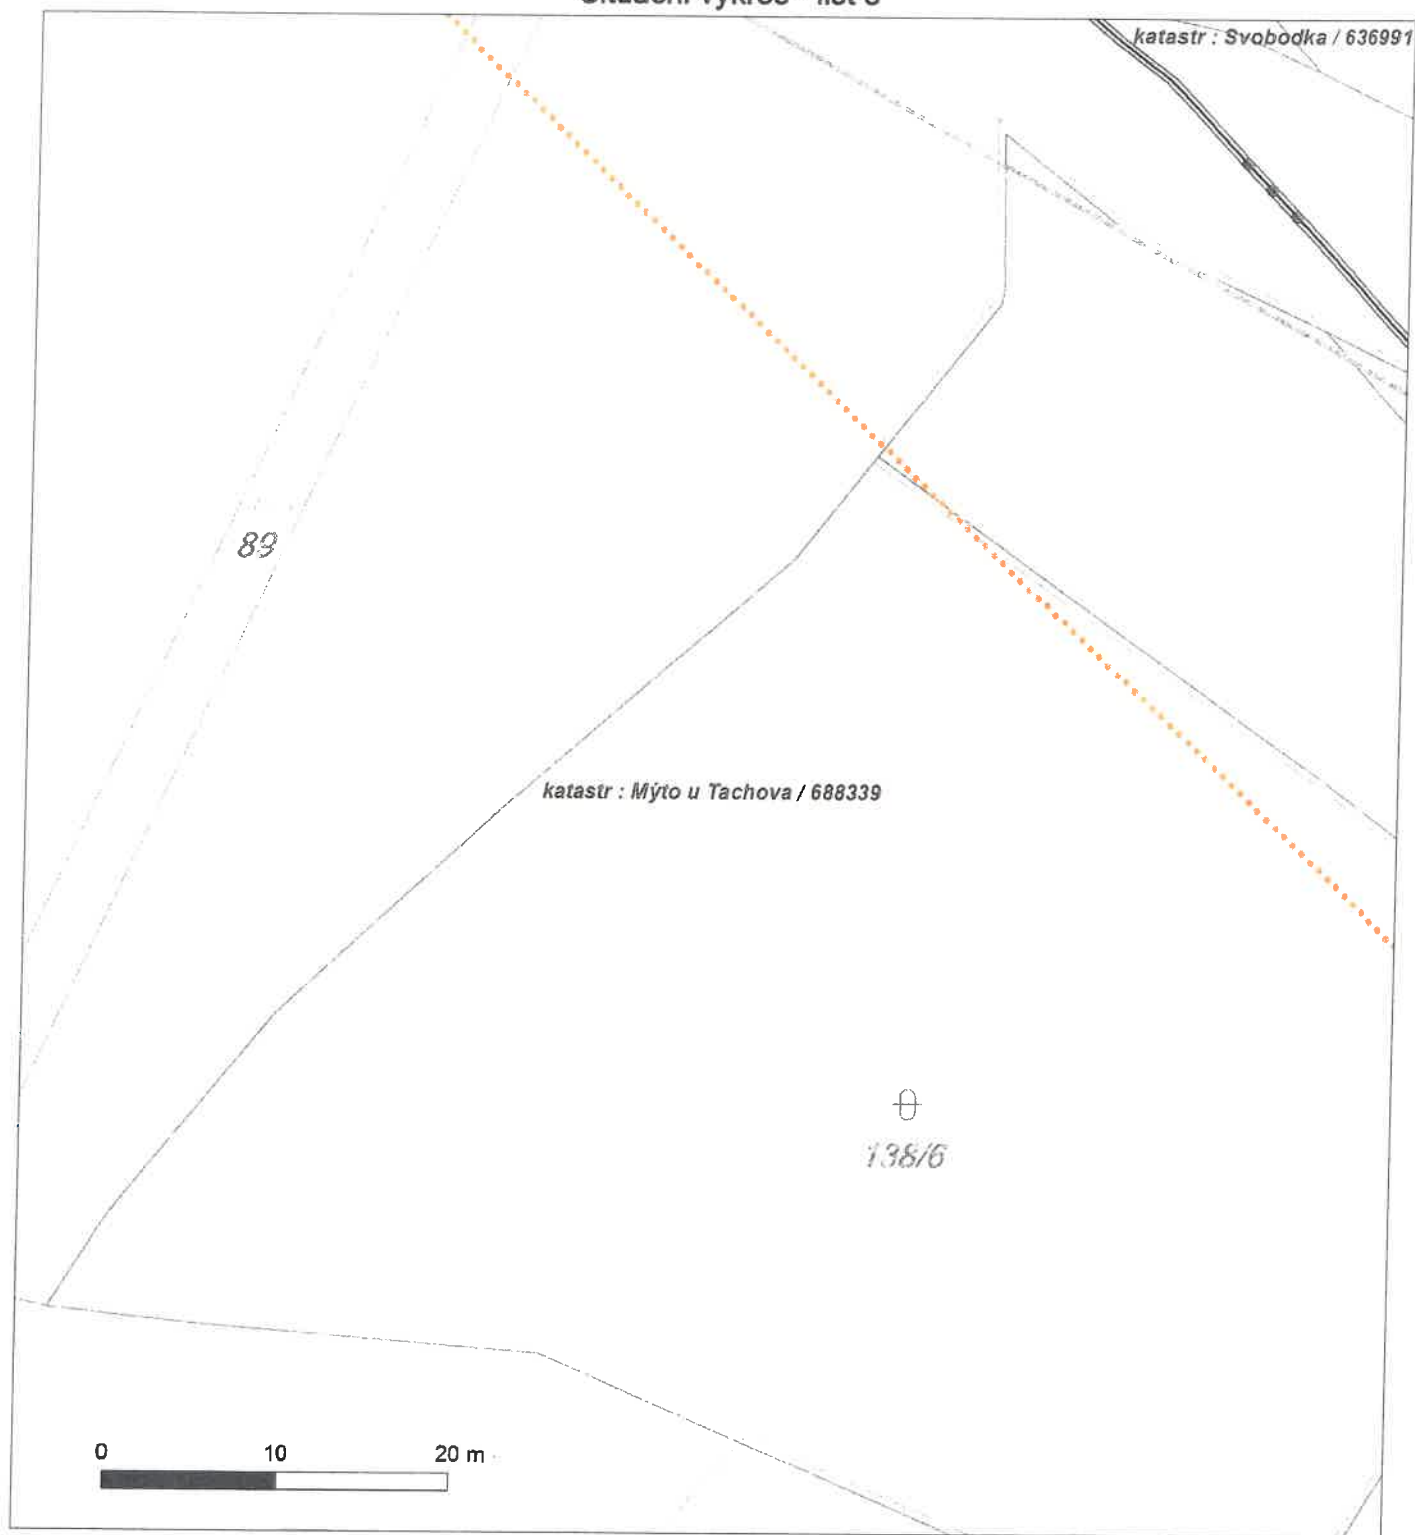 katastr : Svobodka / 636991
89
katastr : Mýto u Tachova / 688339
138/6
0 10 20 m